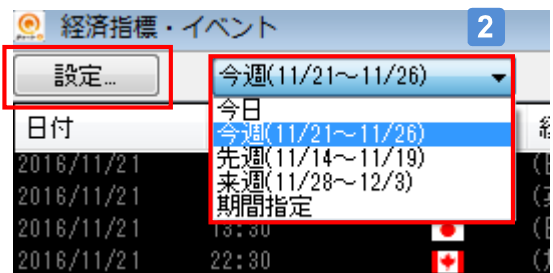 経済指標・イベント
2
設定...
今週(11/21～11/26)
今日
今週(11/21～11/26)
先週(11/14～11/19)
来週(11/28～12/3)
期間指定
日付
2016/11/21
2016/11/21
2016/11/21 13:30
2016/11/21 22:30